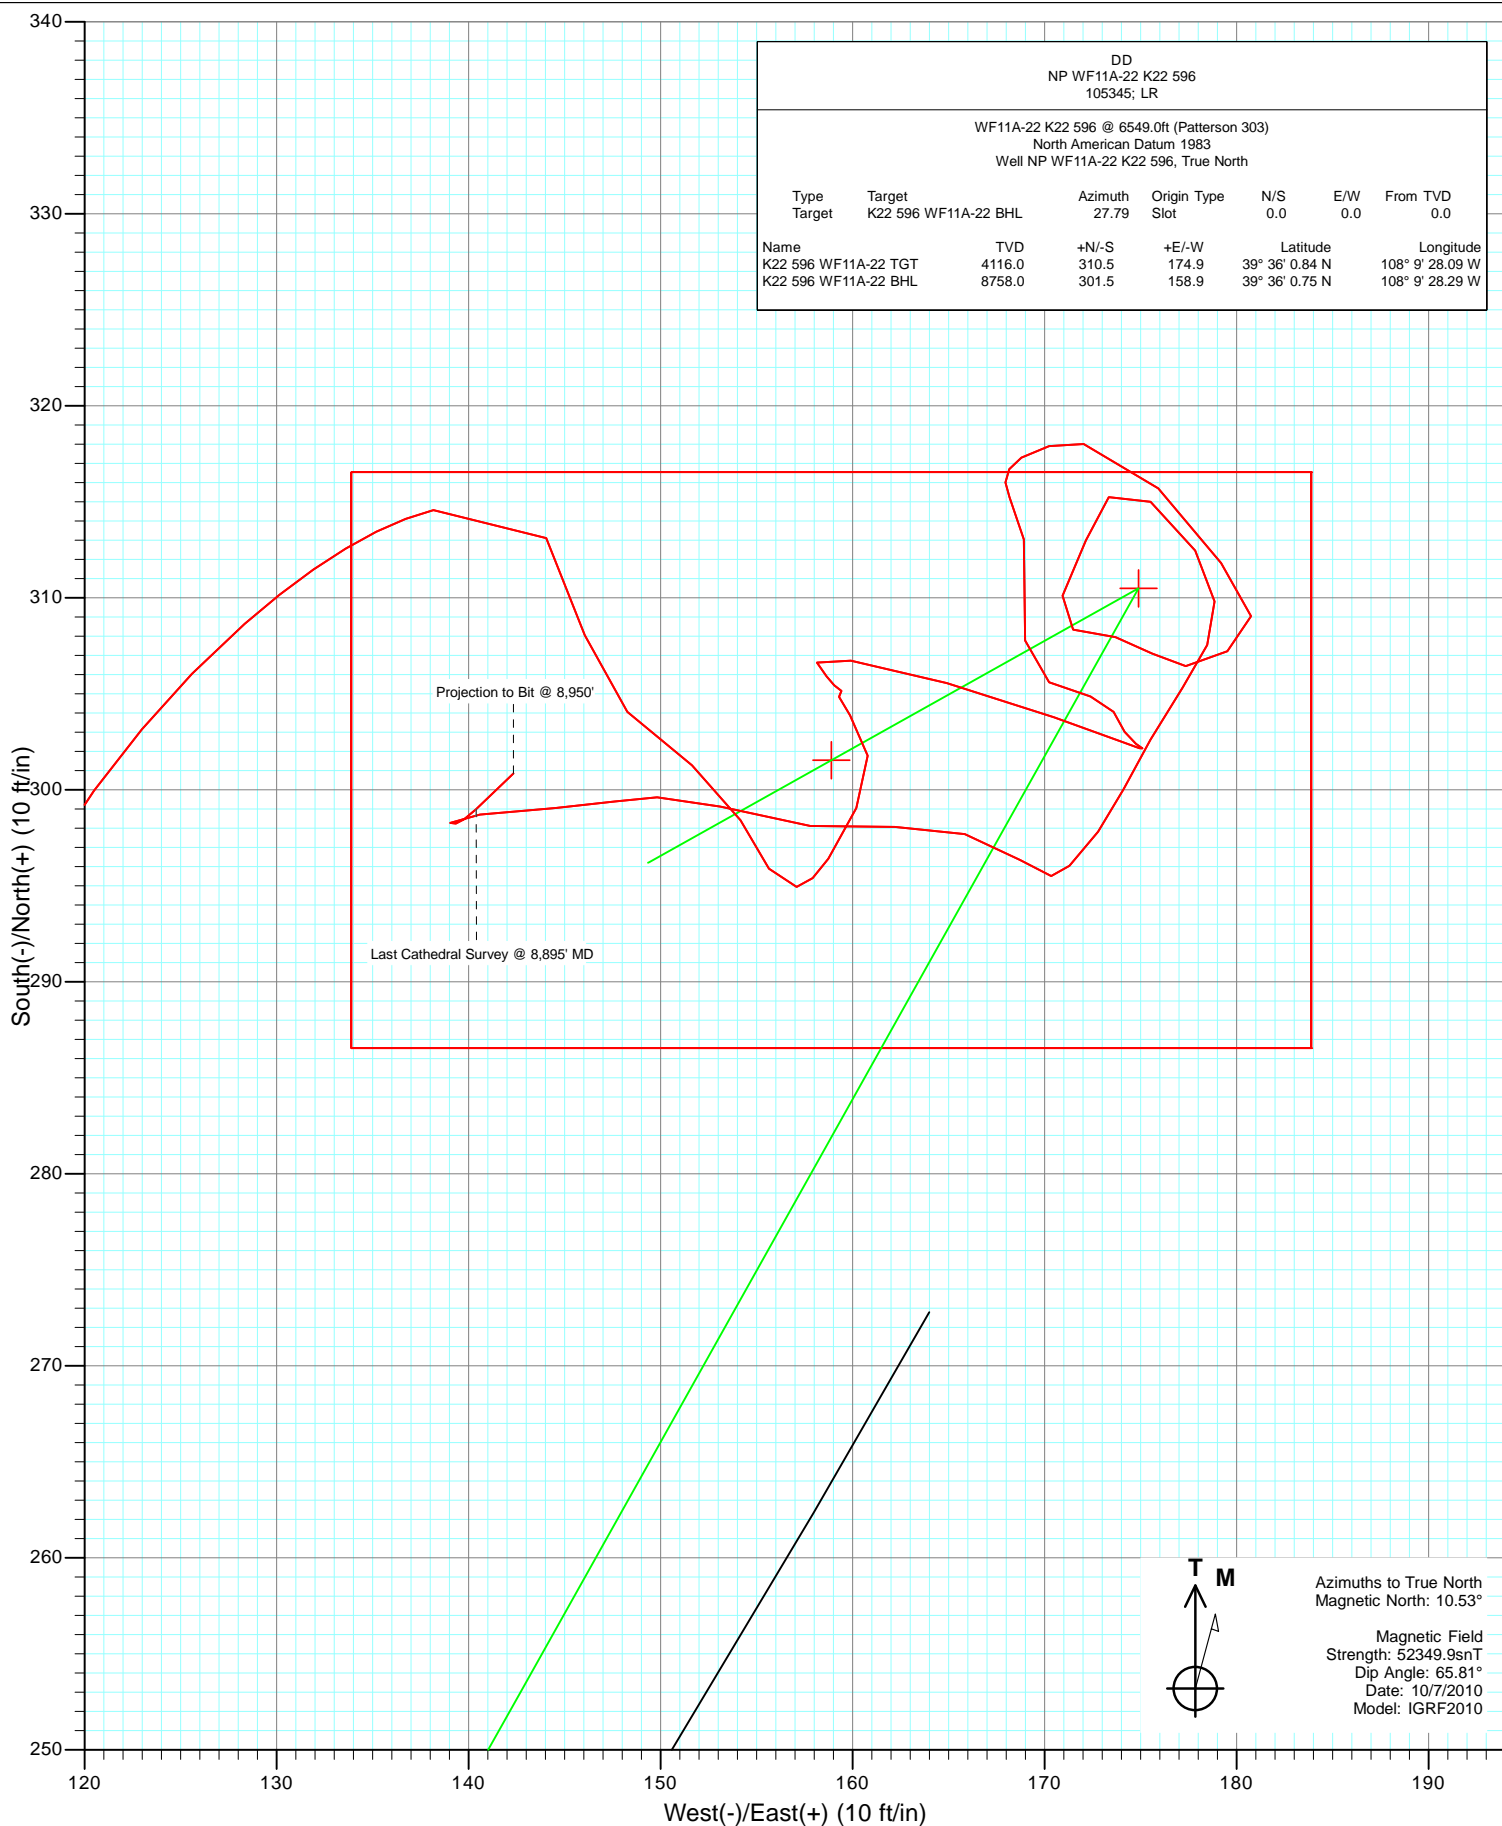 DD
NP WF11A-22 K22 596
105345; LR
WF11A-22 K22 596 @ 6549.0ft (Patterson 303)
North American Datum 1983
Well NP WF11A-22 K22 596, True North
Type Target Azimuth Origin Type N/S E/W From TVD
Target K22 596 WF11A-22 BHL 27.79 Slot 0.0 0.0 0.0
Name TVD +N/-S +E/-W Latitude Longitude
K22 596 WF11A-22 TGT 4116.0 310.5 174.9 39° 36' 0.84 N 108° 9' 28.09 W
K22 596 WF11A-22 BHL 8758.0 301.5 158.9 39° 36' 0.75 N 108° 9' 28.29 W
340
330
320
310
300
290
280
270
260
250
South(-)/North(+) (10 ft/in)
Projection to Bit @ 8,950'
Last Cathedral Survey @ 8,895' MD
T M
Azimuths to True North
Magnetic North: 10.53°
Magnetic Field
Strength: 52349.9snT
Dip Angle: 65.81°
Date: 10/7/2010
Model: IGRF2010
120 130 140 150 160 170 180 190
West(-)/East(+) (10 ft/in)